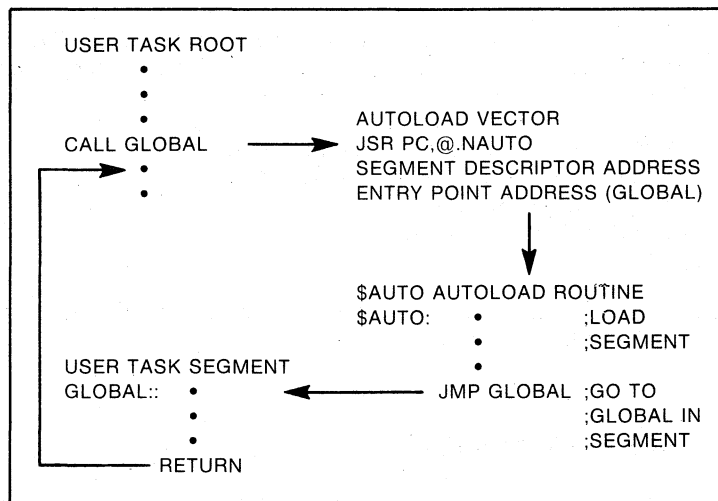 USER TASK ROOT
CALL GLOBAL
AUTOLOAD VECTOR
JSR PC,@.NAUTO
SEGMENT DESCRIPTOR ADDRESS
ENTRY POINT ADDRESS (GLOBAL)
$AUTO AUTOLOAD ROUTINE
$AUTO: • ;LOAD
• ;SEGMENT
USER TASK SEGMENT
GLOBAL:: •
JMP GLOBAL ;GO TO
;GLOBAL IN
;SEGMENT
RETURN